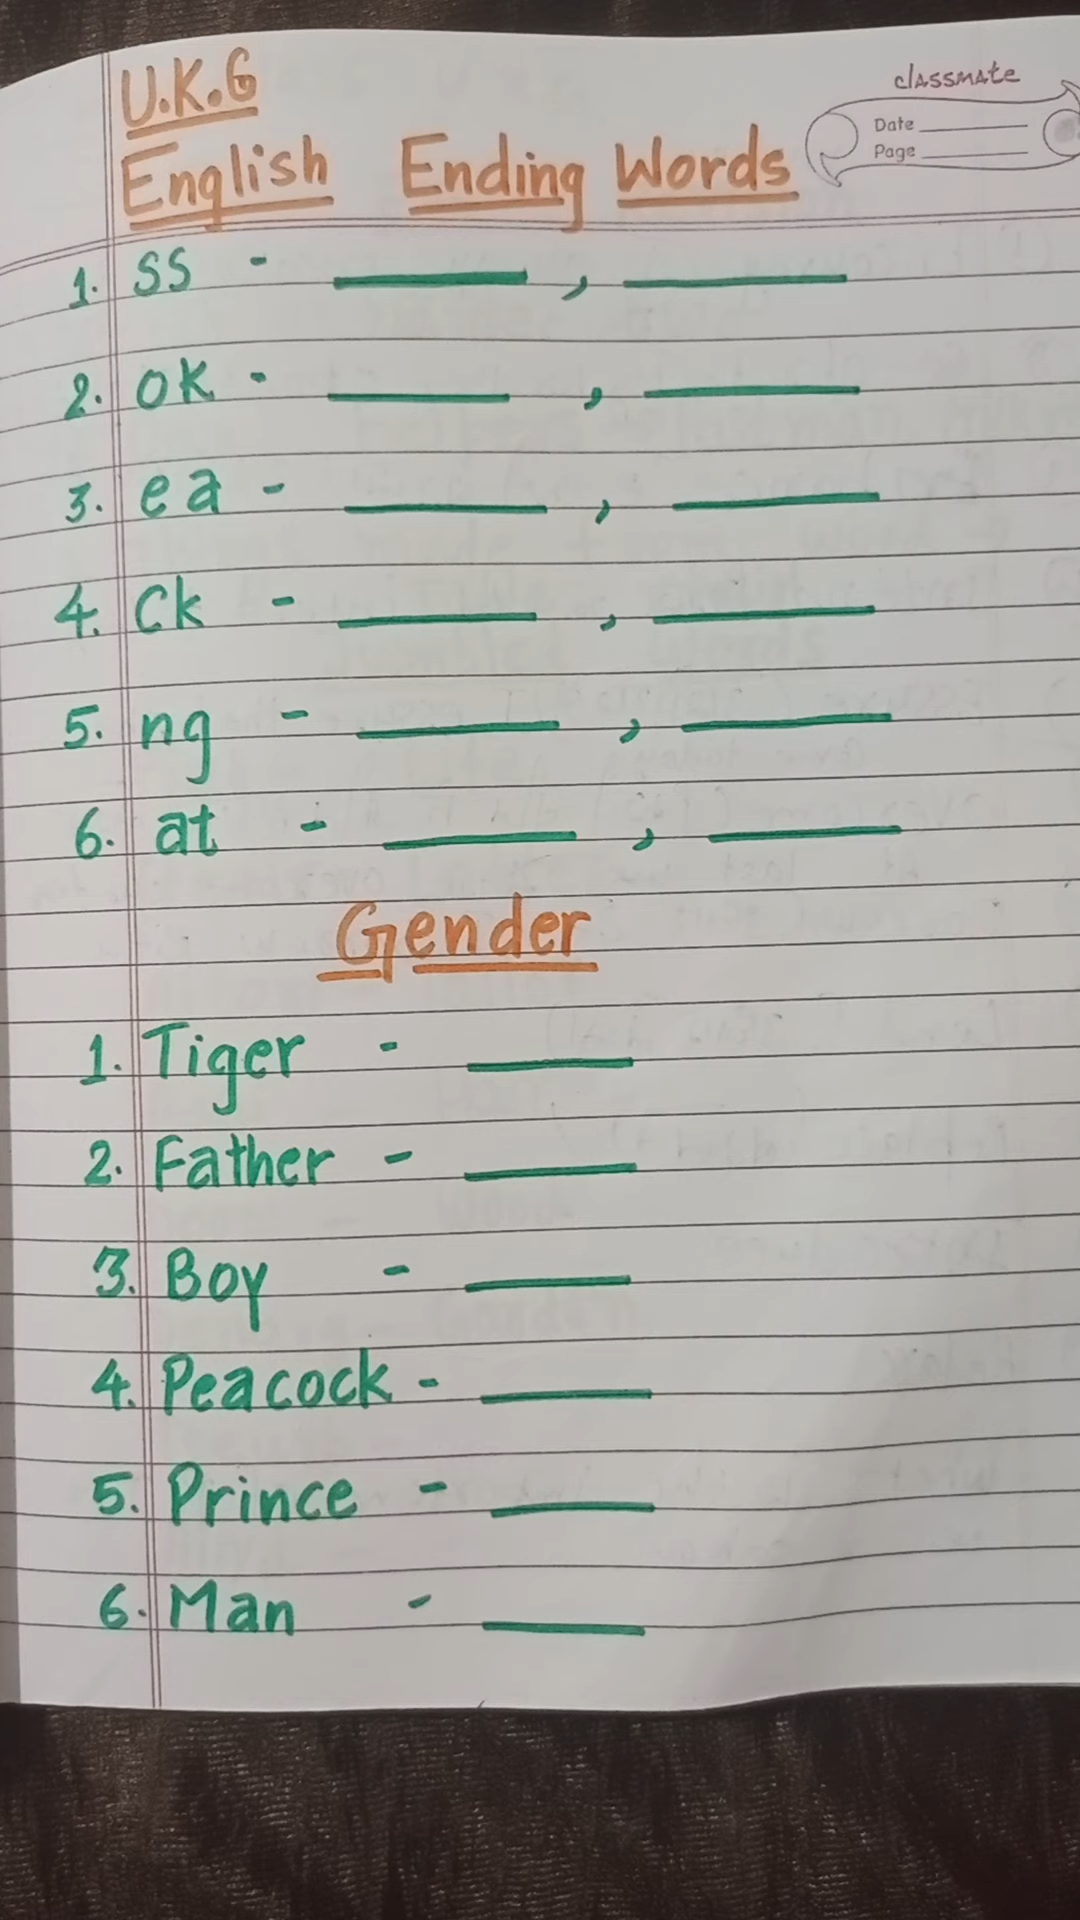 U.K.G
classmate
Date
Page
English Ending Words
1. ss - ____ , ____
2. ok - ____ , ____
3. ea - ____ , ____
4. Ck - ____ , ____
5. ng - ____ , ____
6. at - ____ , ____
Gender
1. Tiger - ____
2. Father - ____
3. Boy - ____
4. Peacock - ____
5. Prince - ____
6. Man - ____